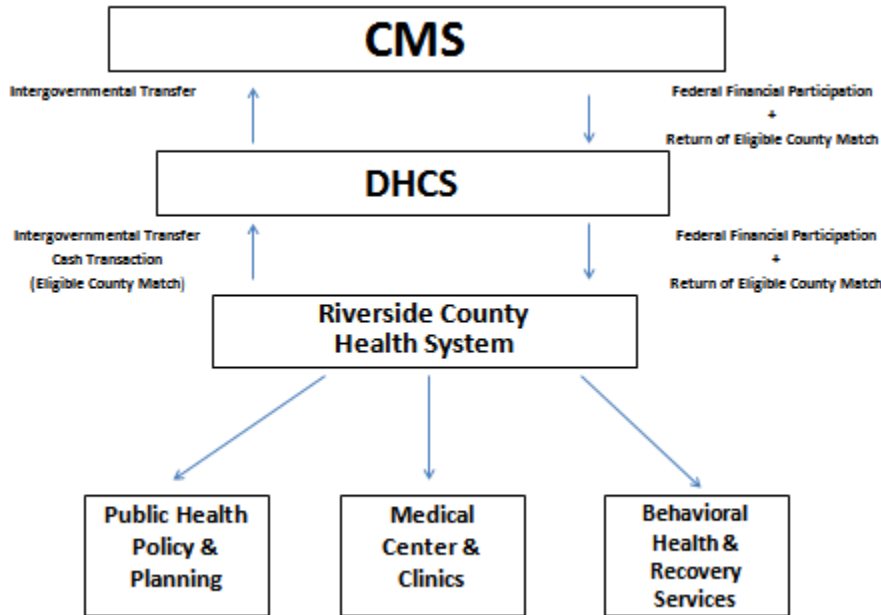 CMS
Intergovernmental Transfer
Federal Financial Participation
+
Return of Eligible County Match
DHCS
Intergovernmental Transfer
Cash Transaction
(Eligible County Match)
Federal Financial Participation
+
Return of Eligible County Match
Riverside County
Health System
Public Health
Policy &
Planning
Medical
Center &
Clinics
Behavioral
Health &
Recovery
Services